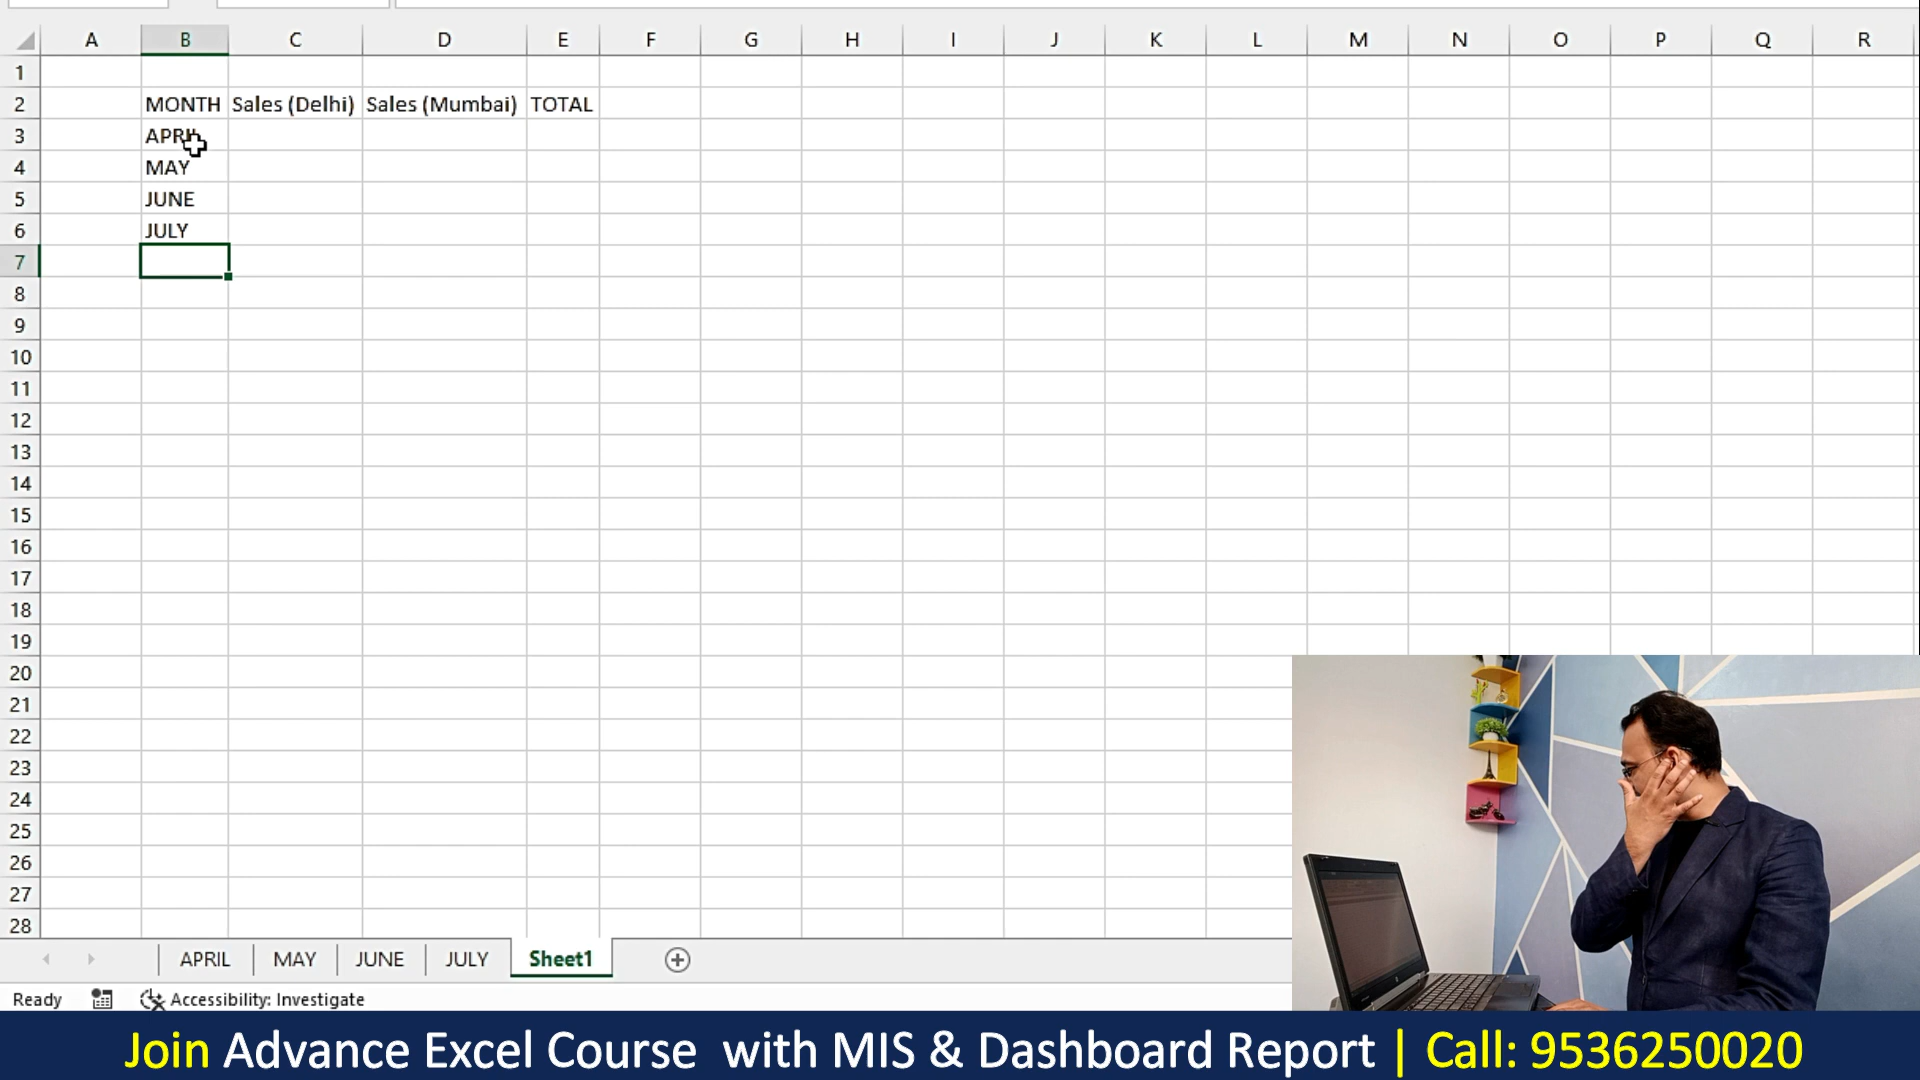 A B C D E F G H I J K L M N O P Q R
1
2 MONTH Sales (Delhi) Sales (Mumbai) TOTAL
3 APRIL
4 MAY
5 JUNE
6 JULY
7
8
9
10
11
12
13
14
15
16
17
18
19
20
21
22
23
24
25
26
27
28
APRIL MAY JUNE JULY Sheet1
Ready Accessibility: Investigate
Join Advance Excel Course with MIS & Dashboard Report | Call: 9536250020